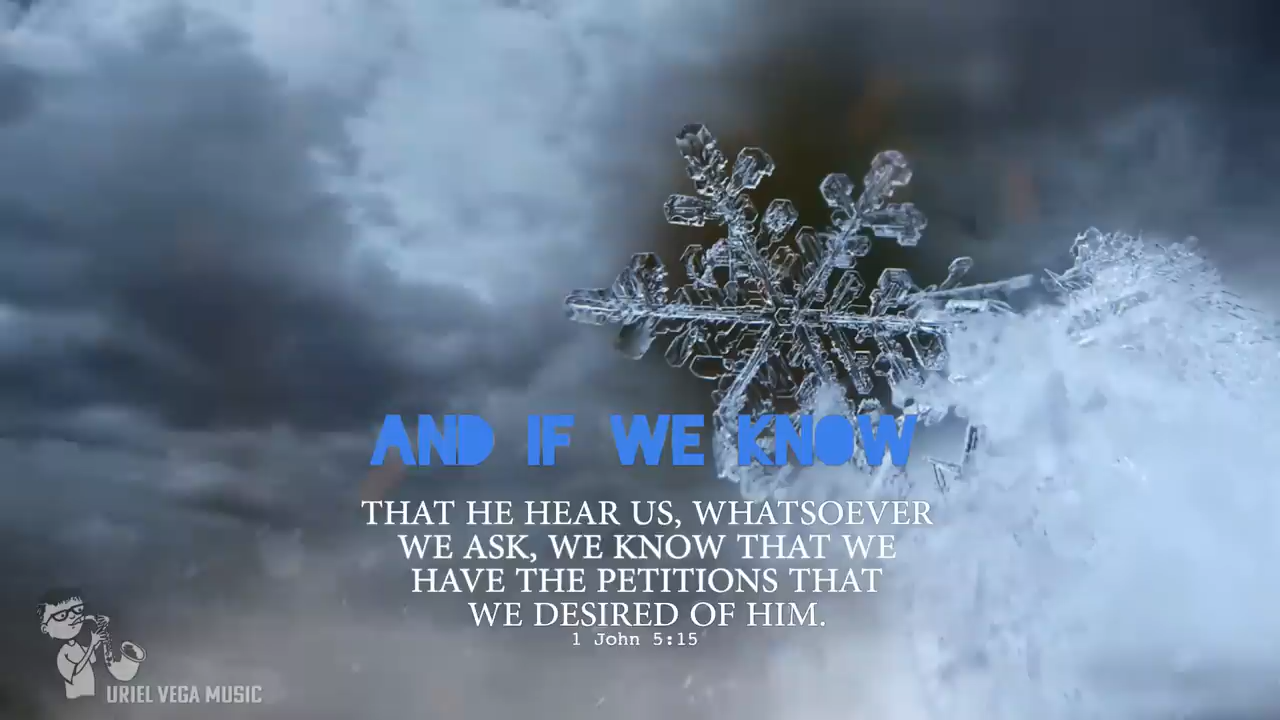 AND IF WE KNOW
THAT HE HEAR US, WHATSOEVER
WE ASK, WE KNOW THAT WE
HAVE THE PETITIONS THAT
WE DESIRED OF HIM.
1 John 5:15
URIEL VEGA MUSIC